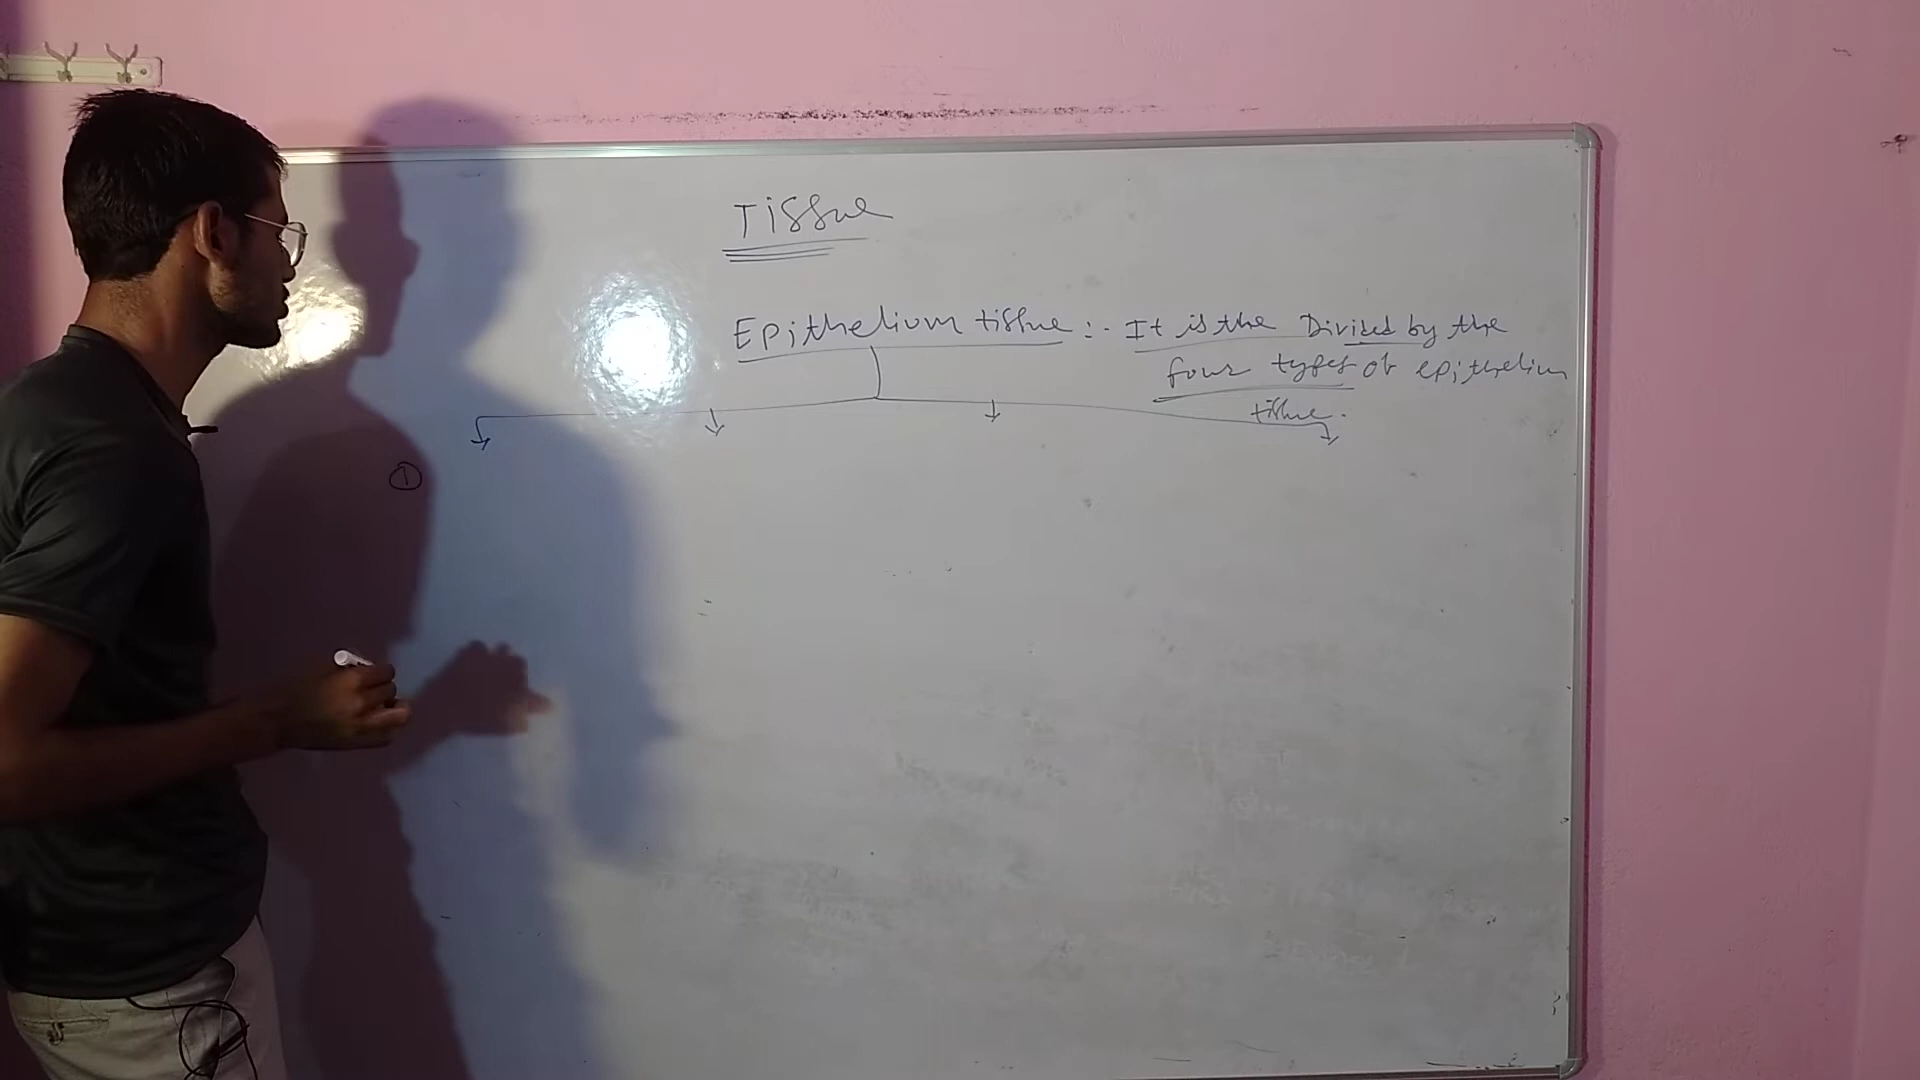 Tissue
Epithelium tissue :- It is the Divided by the
four types of epithelium
tissue.
①